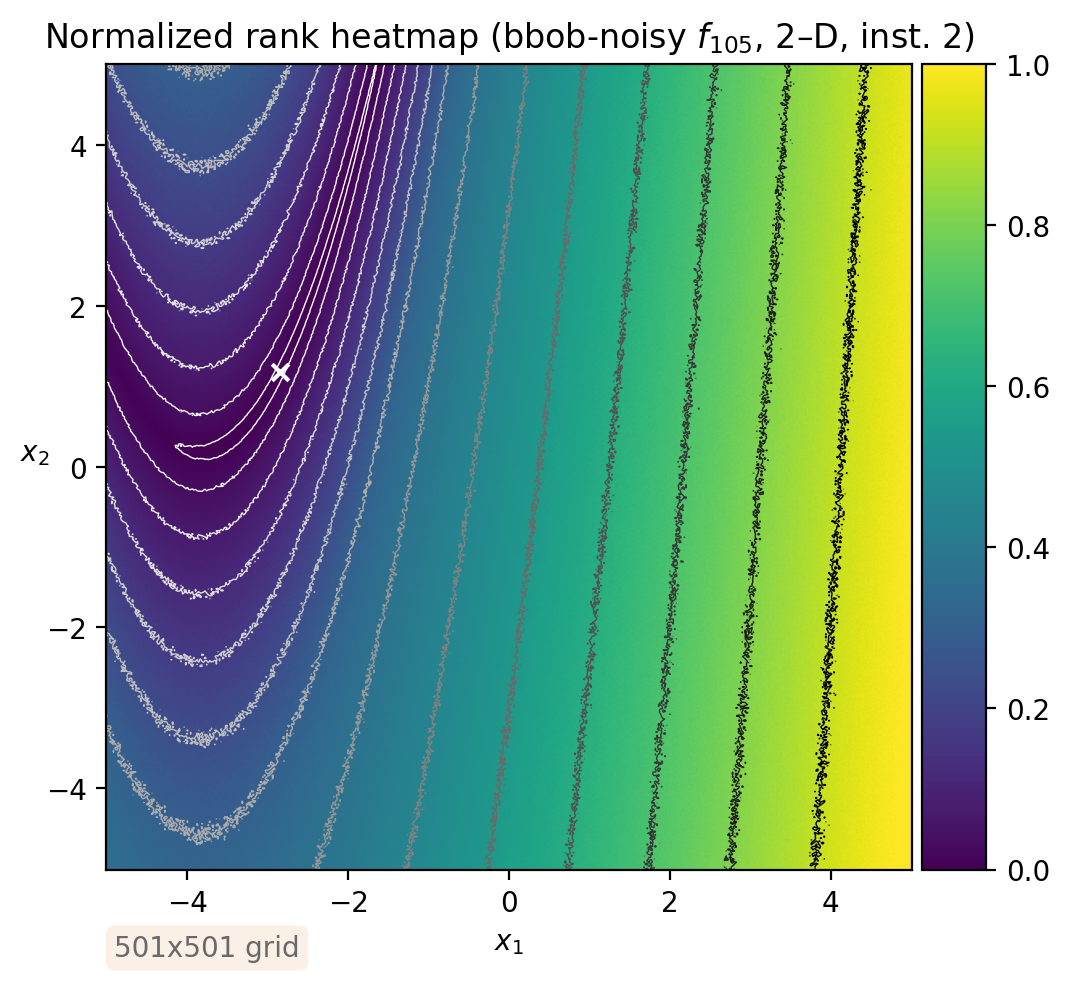 Normalized rank heatmap (bbob-noisy f₁₀₅, 2–D, inst. 2)
1.0
4
0.8
2
0.6
x₂
0
0.4
−2
0.2
−4
0.0
−4 −2 0 2 4
501x501 grid
x₁